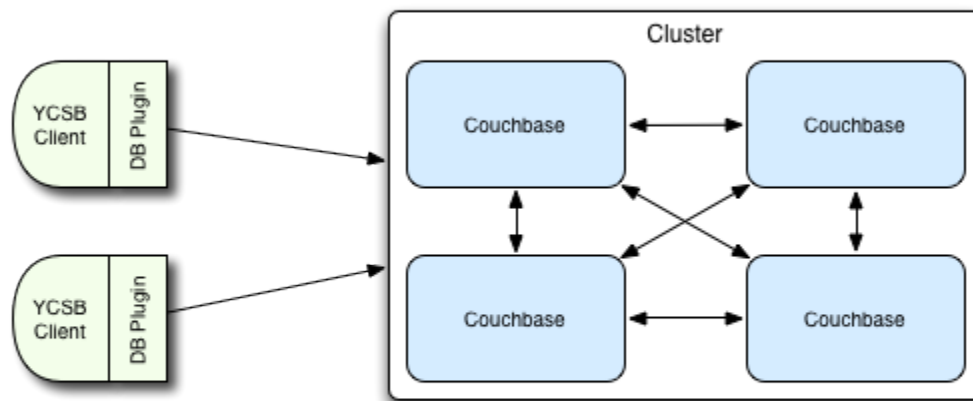 Cluster
YCSB
Client
DB Plugin
Couchbase
Couchbase
YCSB
Client
DB Plugin
Couchbase
Couchbase